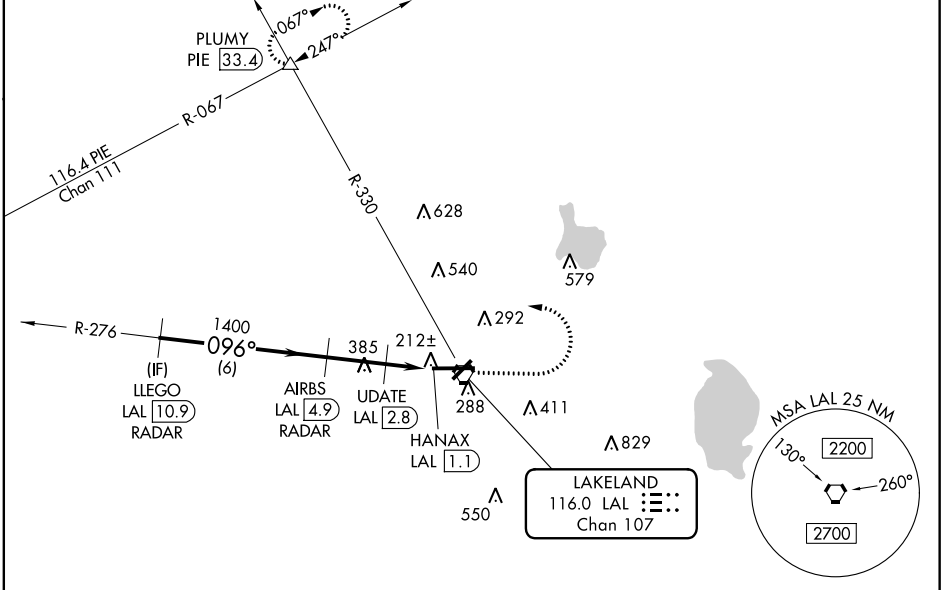 067°
247°
PLUMY
PIE 33.4
R-067
116.4 PIE
Chan 111
R-330
628
540
579
292
R-276
1400
096°
(6)
385
212±
(IF)
LLEGO
LAL 10.9
RADAR
AIRBS
LAL 4.9
RADAR
UDATE
LAL 2.8
288
411
HANAX
LAL 1.1
829
550
LAKELAND
116.0 LAL
Chan 107
MSA LAL 25 NM
130°
2200
260°
2700